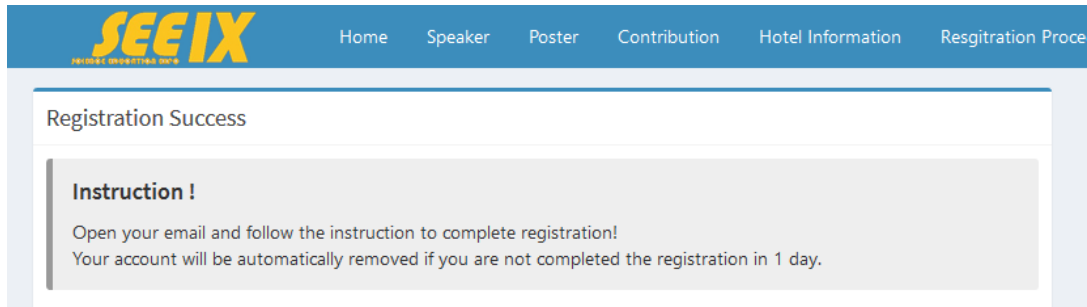 SEEIX
Home Speaker Poster Contribution Hotel Information Resgitration Proce
Registration Success
Instruction !
Open your email and follow the instruction to complete registration!
Your account will be automatically removed if you are not completed the registration in 1 day.